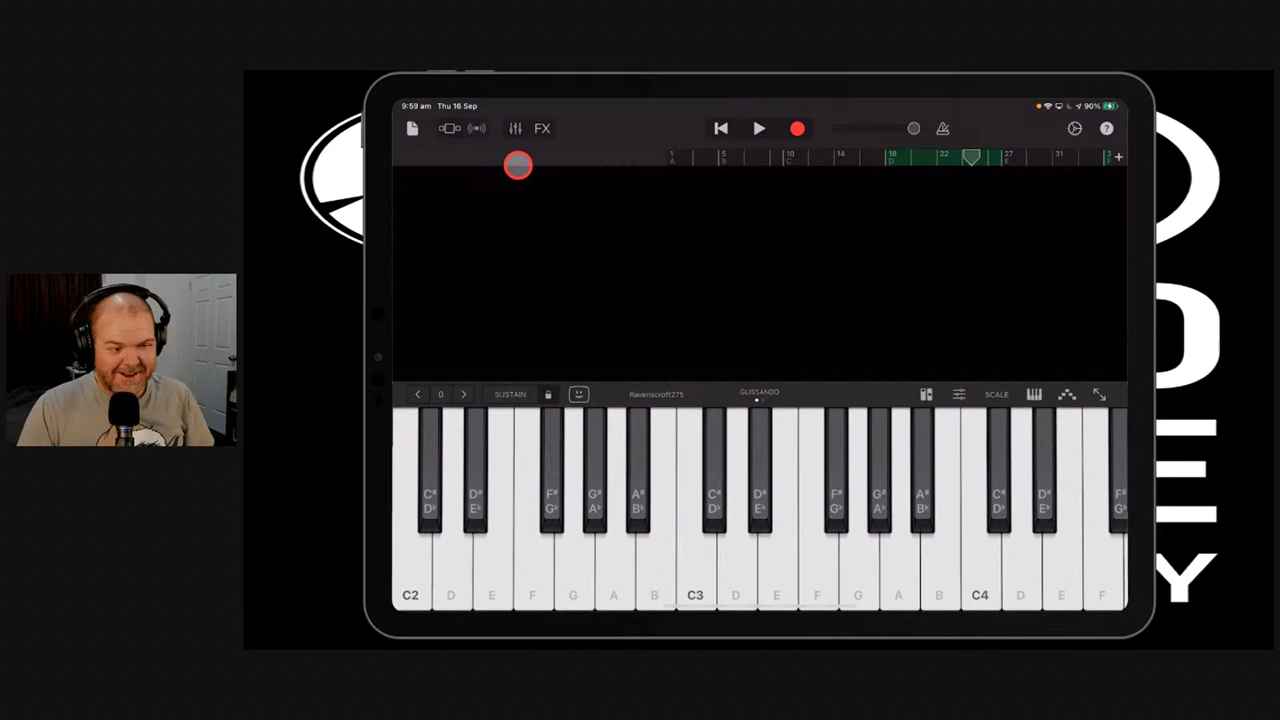 9:59 am Thu 16 Sep
90%
FX
1 5 10 14 18 22 27 31
A B C D E
< 0 > SUSTAIN Ravenscroft275 GLISSANDO SCALE
C# D# F# G# A# C# D# F# G# A# C# D# F#
D♭ E♭ G♭ A♭ B♭ D♭ E♭ G♭ A♭ B♭ D♭ E♭ G♭
C2 D E F G A B C3 D E F G A B C4 D E F
D
E
Y